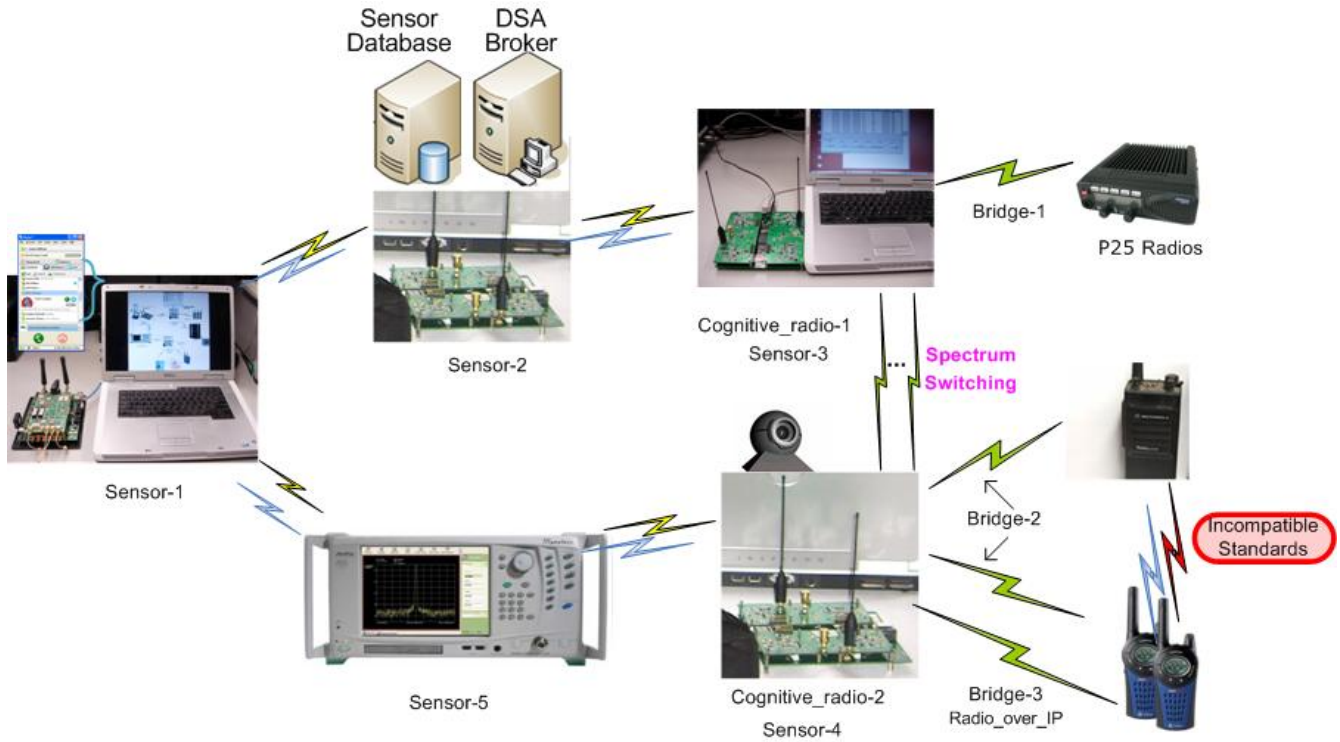 Sensor
Database
DSA
Broker
Bridge-1
P25 Radios
Sensor-1
Sensor-2
Cognitive_radio-1
Sensor-3
...
Spectrum
Switching
Bridge-2
Incompatible
Standards
Sensor-5
Cognitive_radio-2
Sensor-4
Bridge-3
Radio_over_IP